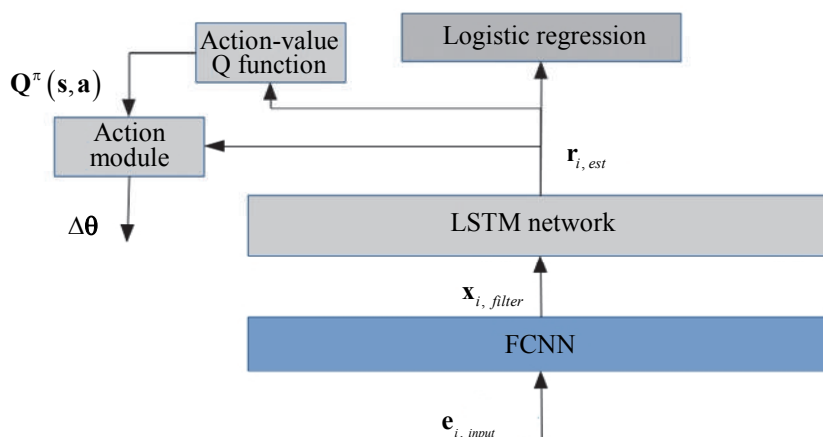 Action-value
Q function
Logistic regression
𝐐^π(𝐬,𝐚)
Action
module
𝐫_{i, est}
Δ𝛉
LSTM network
𝐱_{i, filter}
FCNN
𝐞_{i, input}